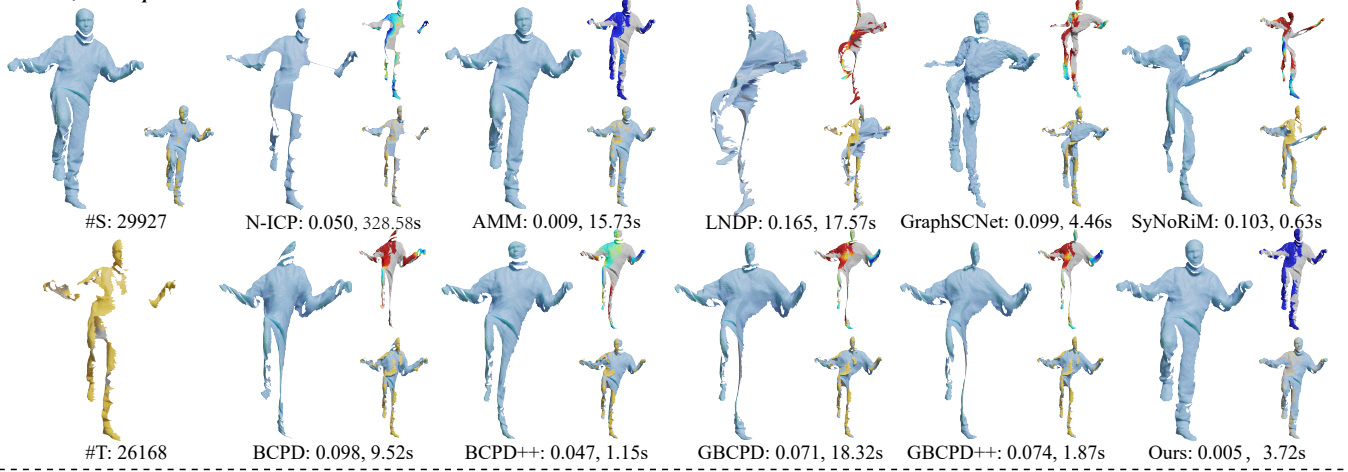 #S: 29927 N-ICP: 0.050, 328.58s AMM: 0.009, 15.73s LNDP: 0.165, 17.57s GraphSCNet: 0.099, 4.46s SyNoRiM: 0.103, 0.63s
#T: 26168 BCPD: 0.098, 9.52s BCPD++: 0.047, 1.15s GBCPD: 0.071, 18.32s GBCPD++: 0.074, 1.87s Ours: 0.005, 3.72s